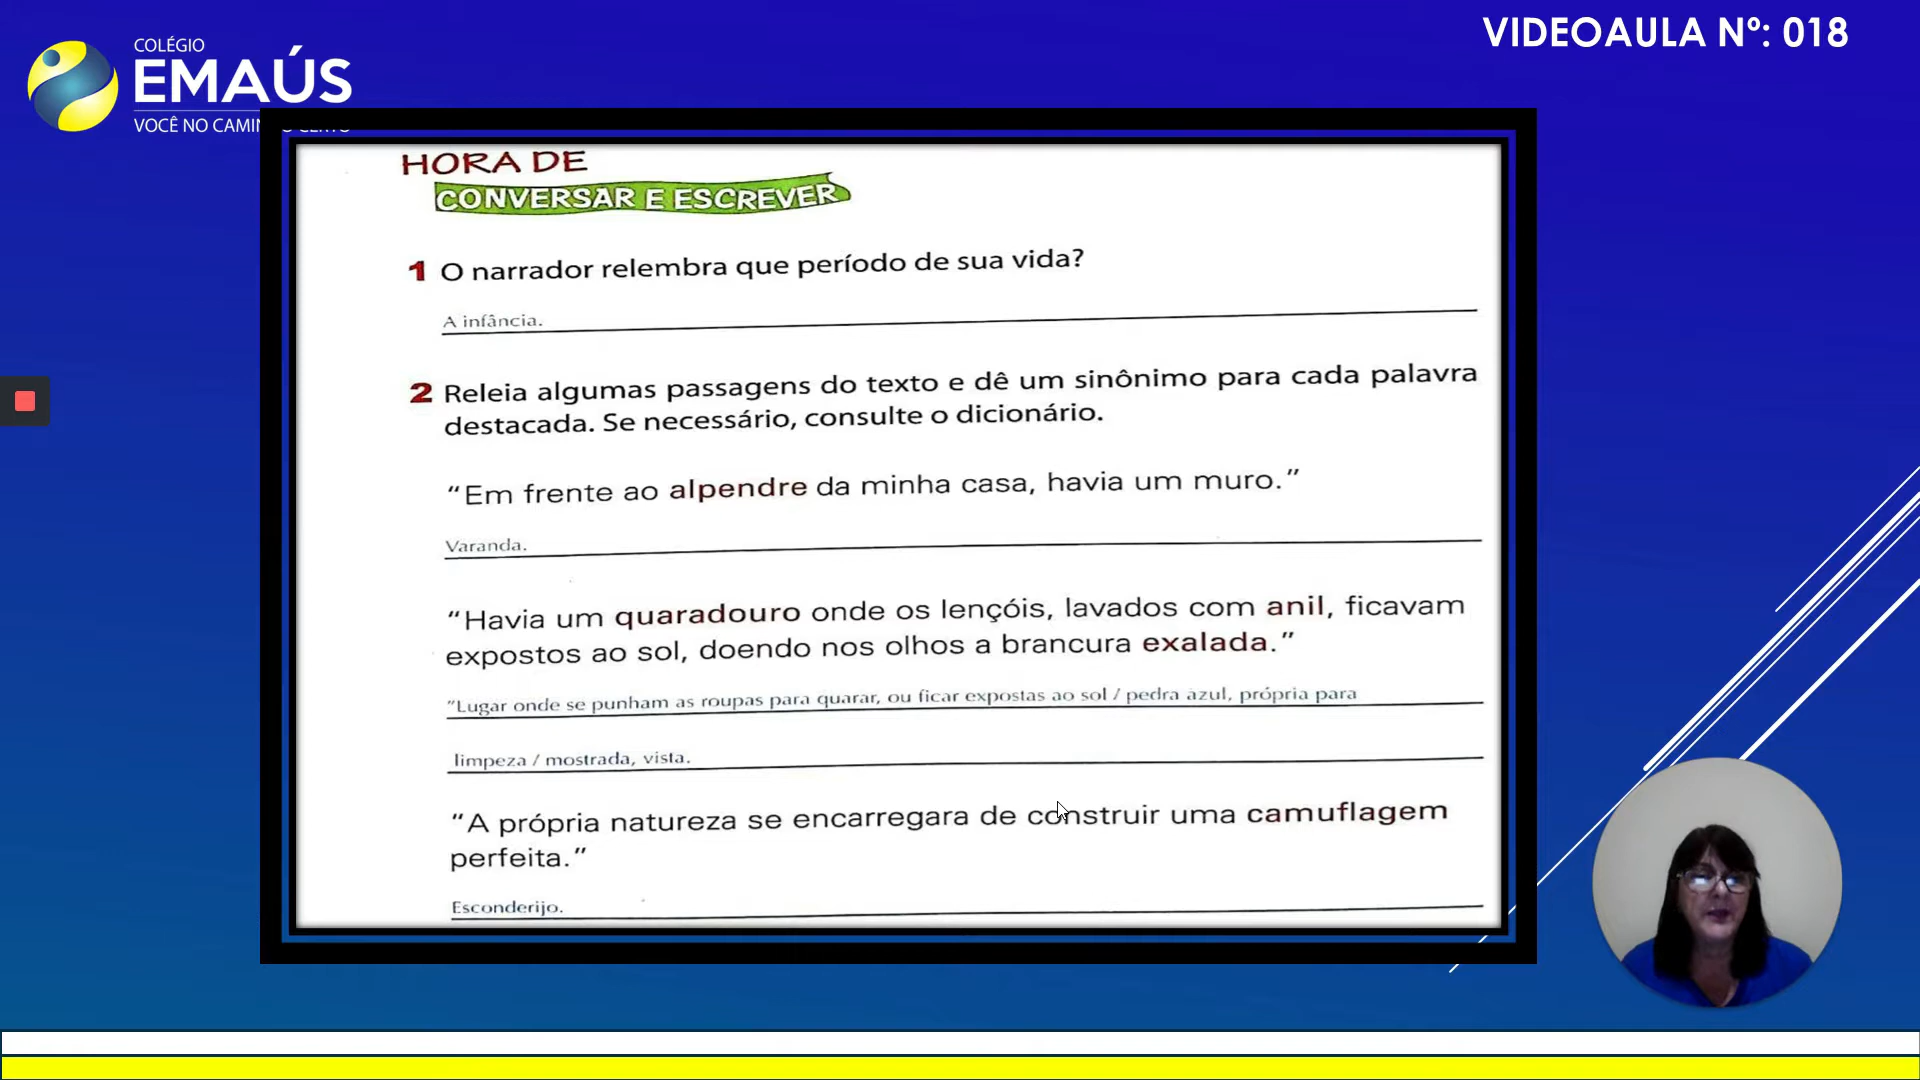 COLÉGIO
EMAÚS
VOCÊ NO CAMIN
VIDEOAULA Nº: 018
HORA DE
CONVERSAR E ESCREVER
1 O narrador relembra que período de sua vida?
A infância.
2 Releia algumas passagens do texto e dê um sinônimo para cada palavra
destacada. Se necessário, consulte o dicionário.
“Em frente ao alpendre da minha casa, havia um muro.”
Varanda.
“Havia um quaradouro onde os lençóis, lavados com anil, ficavam
expostos ao sol, doendo nos olhos a brancura exalada.”
"Lugar onde se punham as roupas para quarar, ou ficar expostas ao sol / pedra azul, própria para
limpeza / mostrada, vista.
“A própria natureza se encarregara de construir uma camuflagem
perfeita.”
Esconderijo.